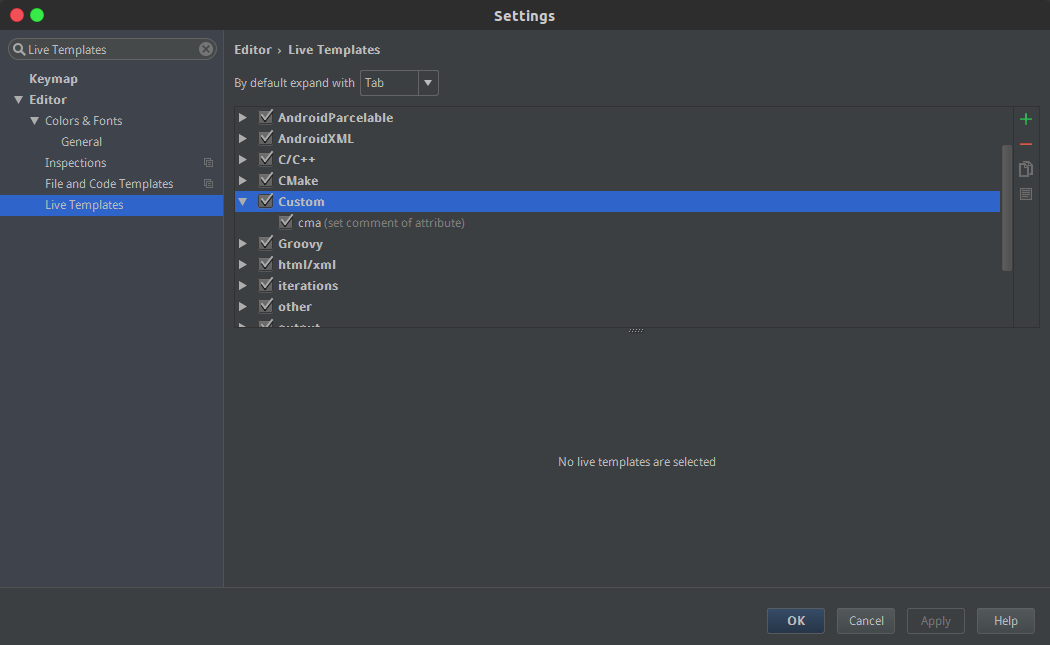 Settings
Live Templates
Keymap
Editor
Colors & Fonts
General
Inspections
File and Code Templates
Live Templates
Editor › Live Templates
By default expand with Tab
AndroidParcelable
AndroidXML
C/C++
CMake
Custom
cma (set comment of attribute)
Groovy
html/xml
iterations
other
output
No live templates are selected
OK Cancel Apply Help